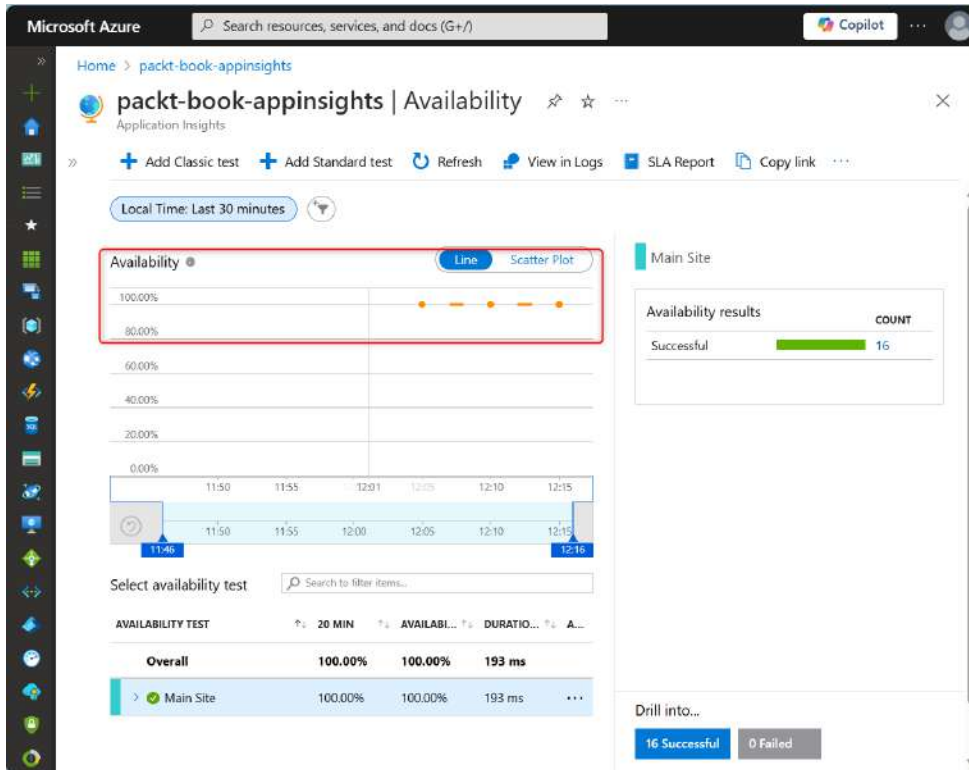 Microsoft Azure
Search resources, services, and docs (G+/)
Copilot
Home > packt-book-appinsights
packt-book-appinsights | Availability
Application Insights
Add Classic test
Add Standard test
Refresh
View in Logs
SLA Report
Copy link
Local Time: Last 30 minutes
Availability
Line
Scatter Plot
100.00%
80.00%
60.00%
40.00%
20.00%
0.00%
11:50 11:55 12:01 12:05 12:10 12:15
11:50 11:55 12:00 12:05 12:10 12:15
11:46 12:16
Select availability test
Search to filter items...
AVAILABILITY TEST 20 MIN AVAILABI... DURATIO... A...
Overall 100.00% 100.00% 193 ms
Main Site 100.00% 100.00% 193 ms
Main Site
Availability results COUNT
Successful 16
Drill into...
16 Successful
0 Failed